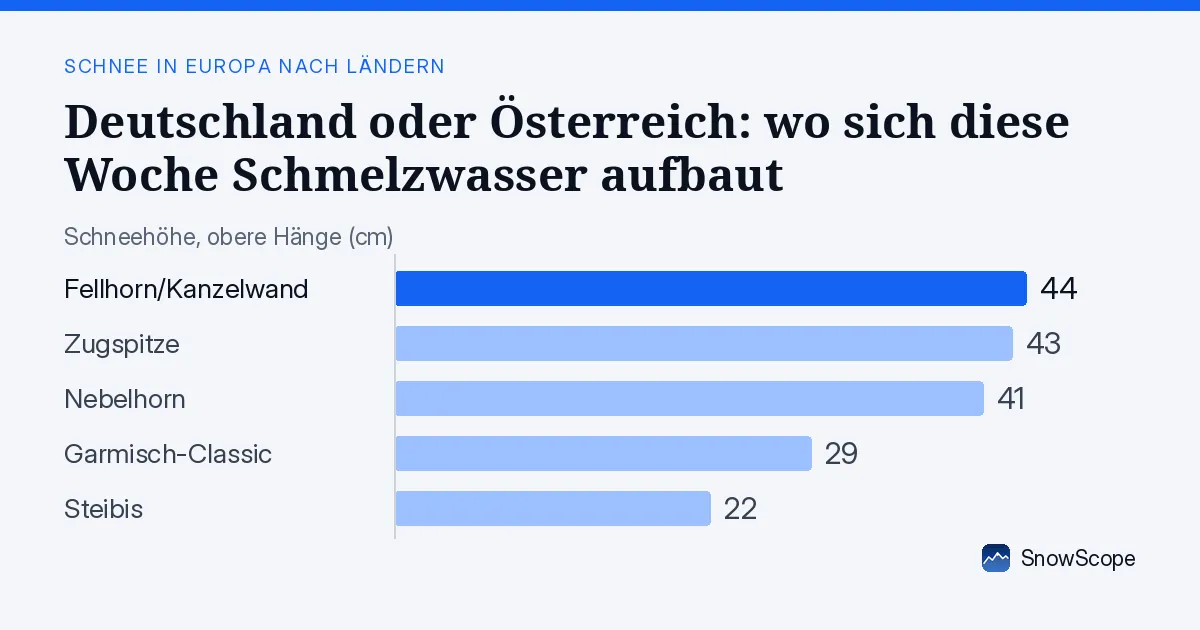 SCHNEE IN EUROPA NACH LÄNDERN
Deutschland oder Österreich: wo sich diese
Woche Schmelzwasser aufbaut
Schneehöhe, obere Hänge (cm)
Fellhorn/Kanzelwand 44
Zugspitze 43
Nebelhorn 41
Garmisch-Classic 29
Steibis 22
SnowScope